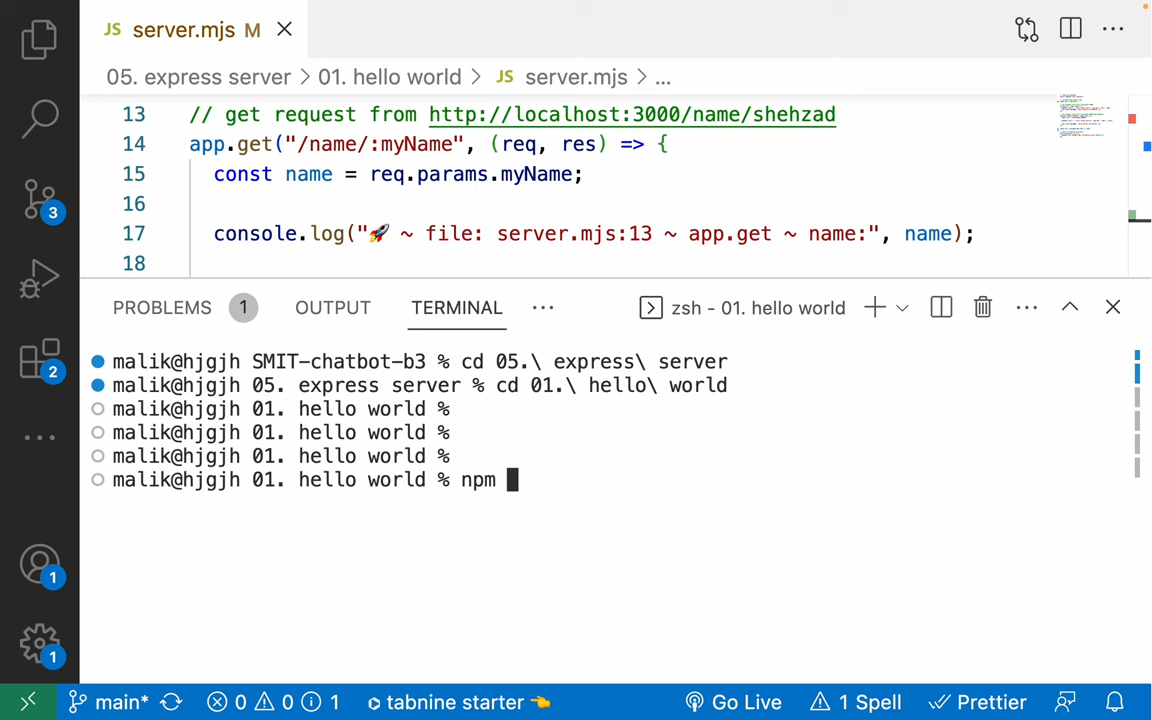 JS server.mjs M
05. express server > 01. hello world > JS server.mjs > ...
13 // get request from http://localhost:3000/name/shehzad
14 app.get("/name/:myName", (req, res) => {
15 const name = req.params.myName;
16
17 console.log("🚀 ~ file: server.mjs:13 ~ app.get ~ name:", name);
18
PROBLEMS 1 OUTPUT TERMINAL ... zsh - 01. hello world
malik@hjgjh SMIT-chatbot-b3 % cd 05.\ express\ server
malik@hjgjh 05. express server % cd 01.\ hello\ world
malik@hjgjh 01. hello world %
malik@hjgjh 01. hello world %
malik@hjgjh 01. hello world %
malik@hjgjh 01. hello world % npm
3
2
1
1
main* 0 0 1 tabnine starter 👈 Go Live 1 Spell Prettier